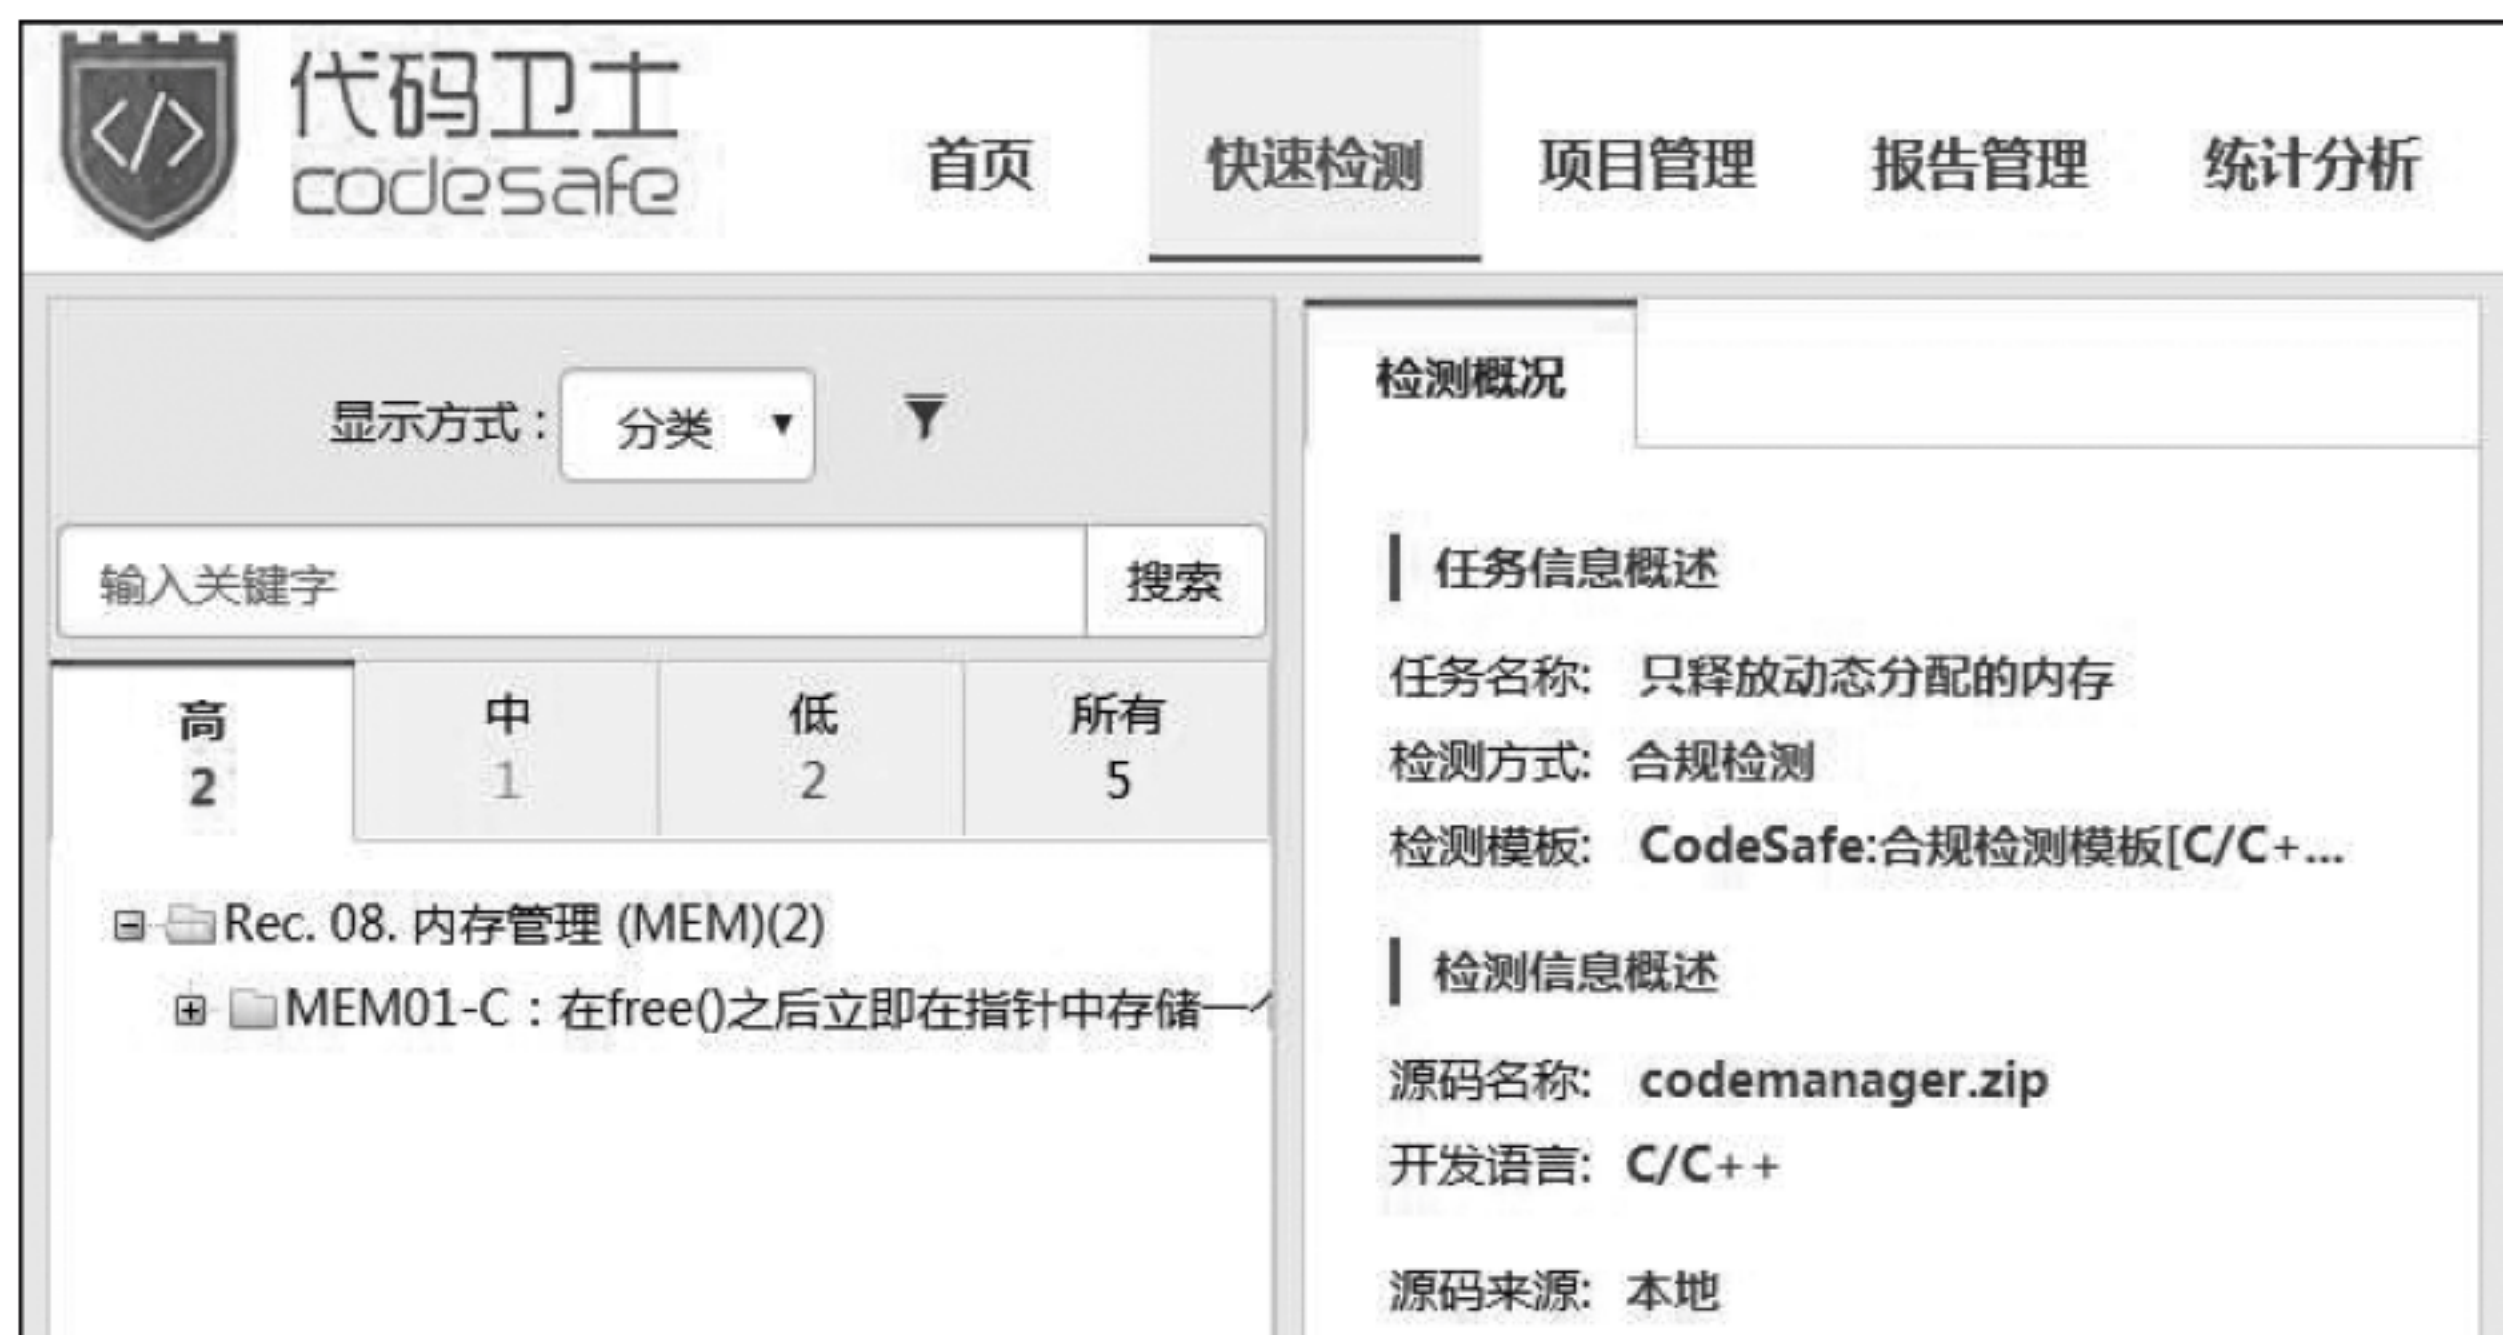 代码卫士
codesafe
首页 快速检测 项目管理 报告管理 统计分析
显示方式： 分类
输入关键字 搜索
高 中 低 所有
2 1 2 5
Rec. 08. 内存管理 (MEM)(2)
MEM01-C：在free()之后立即在指针中存储一
检测概况
任务信息概述
任务名称: 只释放动态分配的内存
检测方式: 合规检测
检测模板: CodeSafe:合规检测模板[C/C+...
检测信息概述
源码名称: codemanager.zip
开发语言: C/C++
源码来源: 本地